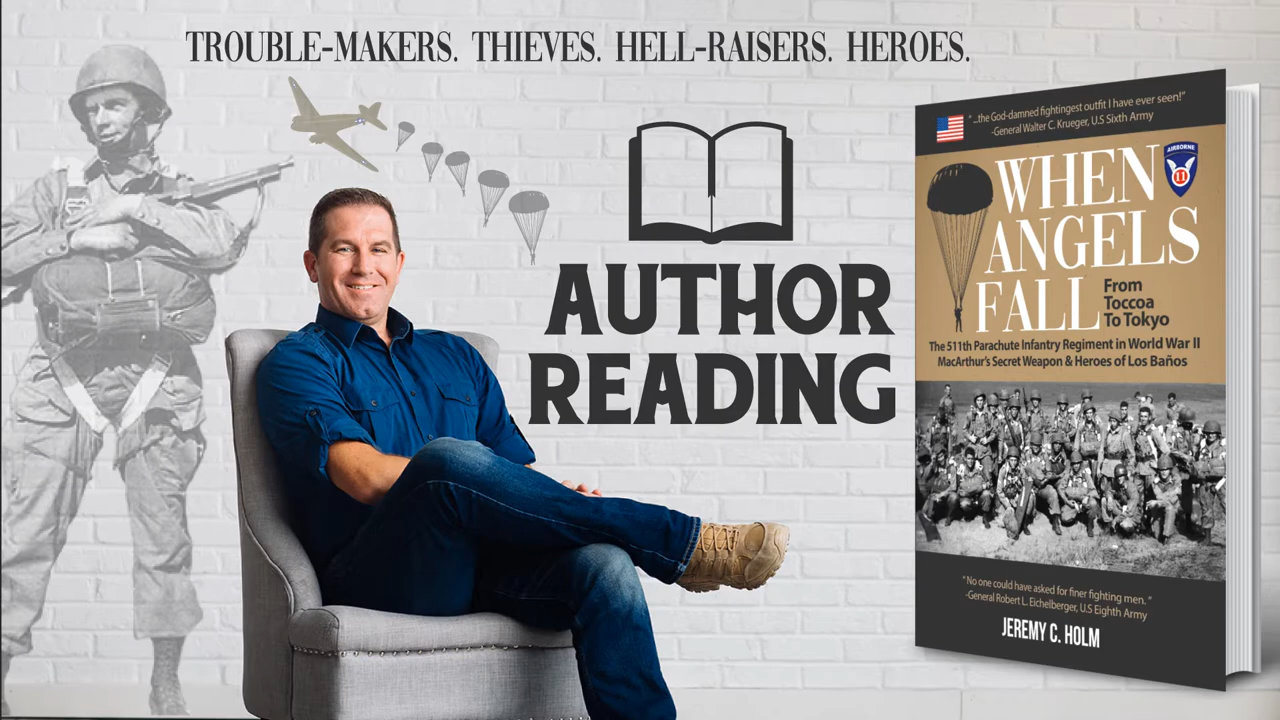 TROUBLE-MAKERS. THIEVES. HELL-RAISERS. HEROES.
AUTHOR
READING
"...the God-damned fightingest outfit I have ever seen!"
-General Walter C. Krueger, U.S Sixth Army
AIRBORNE
11
WHEN
ANGELS
FALL
From
Toccoa
To Tokyo
The 511th Parachute Infantry Regiment in World War II
MacArthur's Secret Weapon & Heroes of Los Baños
"No one could have asked for finer fighting men."
-General Robert L. Eichelberger, U.S Eighth Army
JEREMY C. HOLM